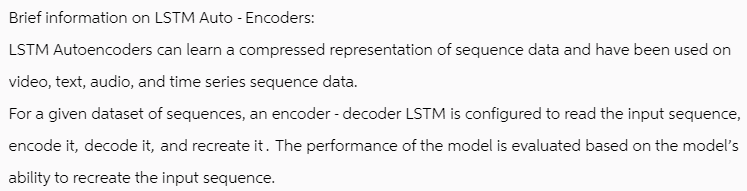 Brief information on LSTM Auto - Encoders:
LSTM Autoencoders can learn a compressed representation of sequence data and have been used on
video, text, audio, and time series sequence data.
For a given dataset of sequences, an encoder - decoder LSTM is configured to read the input sequence,
encode it, decode it, and recreate it. The performance of the model is evaluated based on the model’s
ability to recreate the input sequence.